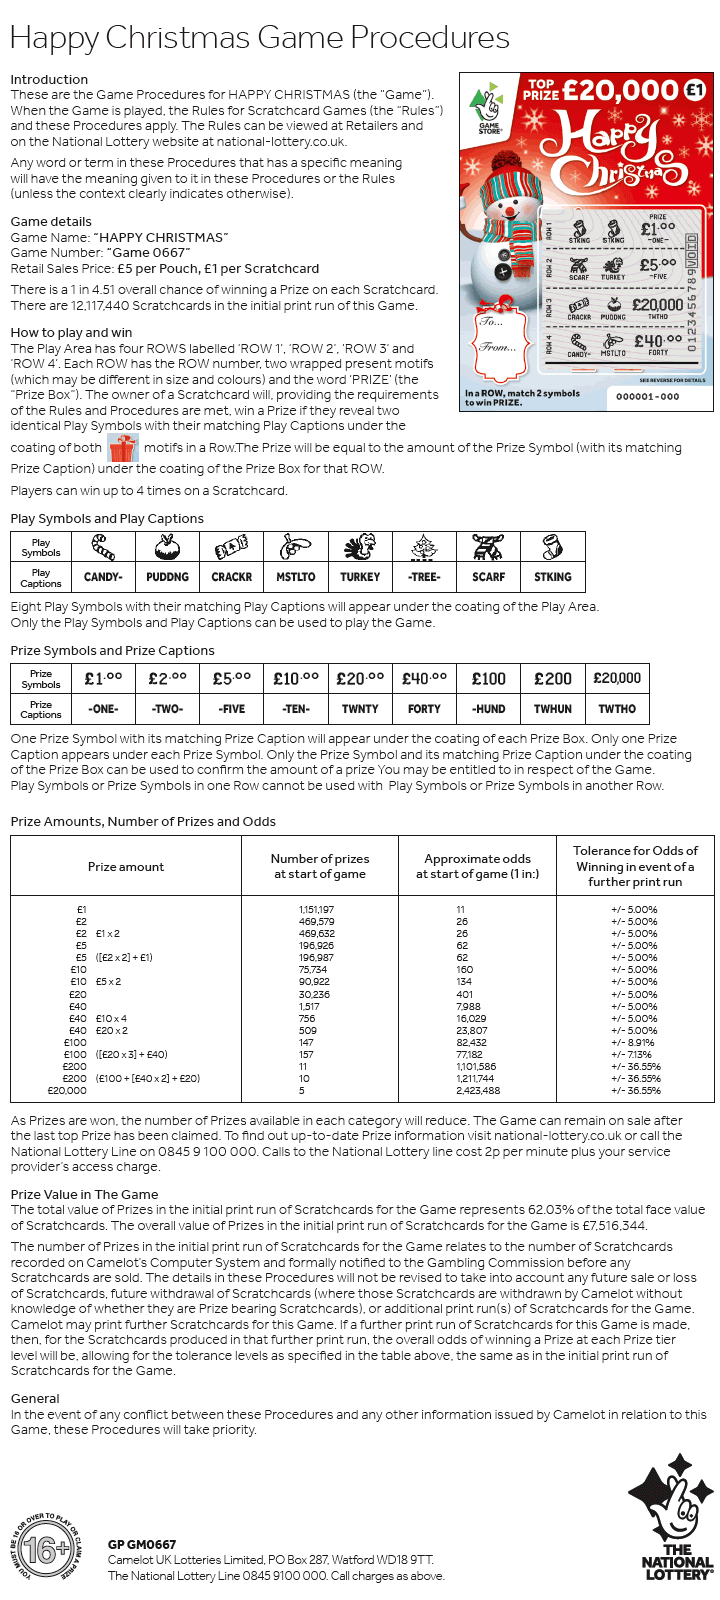 Happy Christmas Game Procedures
Introduction
These are the Game Procedures for HAPPY CHRISTMAS (the “Game”).
When the Game is played, the Rules for Scratchcard Games (the “Rules”)
and these Procedures apply. The Rules can be viewed at Retailers and
on the National Lottery website at national-lottery.co.uk.
Any word or term in these Procedures that has a specific meaning
will have the meaning given to it in these Procedures or the Rules
(unless the context clearly indicates otherwise).
Game details
Game Name: “HAPPY CHRISTMAS”
Game Number: “Game 0667”
Retail Sales Price: £5 per Pouch, £1 per Scratchcard
There is a 1 in 4.51 overall chance of winning a Prize on each Scratchcard.
There are 12,117,440 Scratchcards in the initial print run of this Game.
How to play and win
The Play Area has four ROWS labelled ‘ROW 1’, ‘ROW 2’, ‘ROW 3’ and
‘ROW 4’. Each ROW has the ROW number, two wrapped present motifs
(which may be different in size and colours) and the word ‘PRIZE’ (the
“Prize Box”). The owner of a Scratchcard will, providing the requirements
of the Rules and Procedures are met, win a Prize if they reveal two
identical Play Symbols with their matching Play Captions under the
coating of both motifs in a Row.The Prize will be equal to the amount of the Prize Symbol (with its matching
Prize Caption) under the coating of the Prize Box for that ROW.
Players can win up to 4 times on a Scratchcard.
GAME
STORE
TOP
PRIZE £20,000 £1
Happy
Christmas
PRIZE
ROW 1
£1.00
STKING STKING -ONE-
ROW 2
£5.00
SCARF TURKEY -FIVE
ROW 3
£20,000
CRACKR PUDDNG TWTHO
ROW 4
£40.00
CANDY- MSTLTO FORTY
0123456789 VOID
To...
From...
SEE REVERSE FOR DETAILS
In a ROW, match 2 symbols
to win PRIZE.
000001-000
Play Symbols and Play Captions
Play
Symbols
Play
Captions
CANDY- PUDDNG CRACKR MSTLTO TURKEY -TREE- SCARF STKING
Eight Play Symbols with their matching Play Captions will appear under the coating of the Play Area.
Only the Play Symbols and Play Captions can be used to play the Game.
Prize Symbols and Prize Captions
Prize
Symbols
£1.00 £2.00 £5.00 £10.00 £20.00 £40.00 £100 £200 £20,000
Prize
Captions
-ONE- -TWO- -FIVE -TEN- TWNTY FORTY -HUND TWHUN TWTHO
One Prize Symbol with its matching Prize Caption will appear under the coating of each Prize Box. Only one Prize
Caption appears under each Prize Symbol. Only the Prize Symbol and its matching Prize Caption under the coating
of the Prize Box can be used to confirm the amount of a prize You may be entitled to in respect of the Game.
Play Symbols or Prize Symbols in one Row cannot be used with Play Symbols or Prize Symbols in another Row.
Prize Amounts, Number of Prizes and Odds
Prize amount
Number of prizes
at start of game
Approximate odds
at start of game (1 in:)
Tolerance for Odds of
Winning in event of a
further print run
£1 1,151,197 11 +/- 5.00%
£2 469,579 26 +/- 5.00%
£2 £1 x 2 469,632 26 +/- 5.00%
£5 196,926 62 +/- 5.00%
£5 ([£2 x 2] + £1) 196,987 62 +/- 5.00%
£10 75,734 160 +/- 5.00%
£10 £5 x 2 90,922 134 +/- 5.00%
£20 30,236 401 +/- 5.00%
£40 1,517 7,988 +/- 5.00%
£40 £10 x 4 756 16,029 +/- 5.00%
£40 £20 x 2 509 23,807 +/- 5.00%
£100 147 82,432 +/- 8.91%
£100 ([£20 x 3] + £40) 157 77,182 +/- 7.13%
£200 11 1,101,586 +/- 36.55%
£200 (£100 + [£40 x 2] + £20) 10 1,211,744 +/- 36.55%
£20,000 5 2,423,488 +/- 36.55%
As Prizes are won, the number of Prizes available in each category will reduce. The Game can remain on sale after
the last top Prize has been claimed. To find out up-to-date Prize information visit national-lottery.co.uk or call the
National Lottery Line on 0845 9 100 000. Calls to the National Lottery line cost 2p per minute plus your service
provider’s access charge.
Prize Value in The Game
The total value of Prizes in the initial print run of Scratchcards for the Game represents 62.03% of the total face value
of Scratchcards. The overall value of Prizes in the initial print run of Scratchcards for the Game is £7,516,344.
The number of Prizes in the initial print run of Scratchcards for the Game relates to the number of Scratchcards
recorded on Camelot’s Computer System and formally notified to the Gambling Commission before any
Scratchcards are sold. The details in these Procedures will not be revised to take into account any future sale or loss
of Scratchcards, future withdrawal of Scratchcards (where those Scratchcards are withdrawn by Camelot without
knowledge of whether they are Prize bearing Scratchcards), or additional print run(s) of Scratchcards for the Game.
Camelot may print further Scratchcards for this Game. If a further print run of Scratchcards for this Game is made,
then, for the Scratchcards produced in that further print run, the overall odds of winning a Prize at each Prize tier
level will be, allowing for the tolerance levels as specified in the table above, the same as in the initial print run of
Scratchcards for the Game.
General
In the event of any conflict between these Procedures and any other information issued by Camelot in relation to this
Game, these Procedures will take priority.
YOU MUST BE 16 OR OVER TO PLAY OR CLAIM A PRIZE
16+
GP GM0667
Camelot UK Lotteries Limited, PO Box 287, Watford WD18 9TT.
The National Lottery Line 0845 9100 000. Call charges as above.
THE
NATIONAL
LOTTERY®